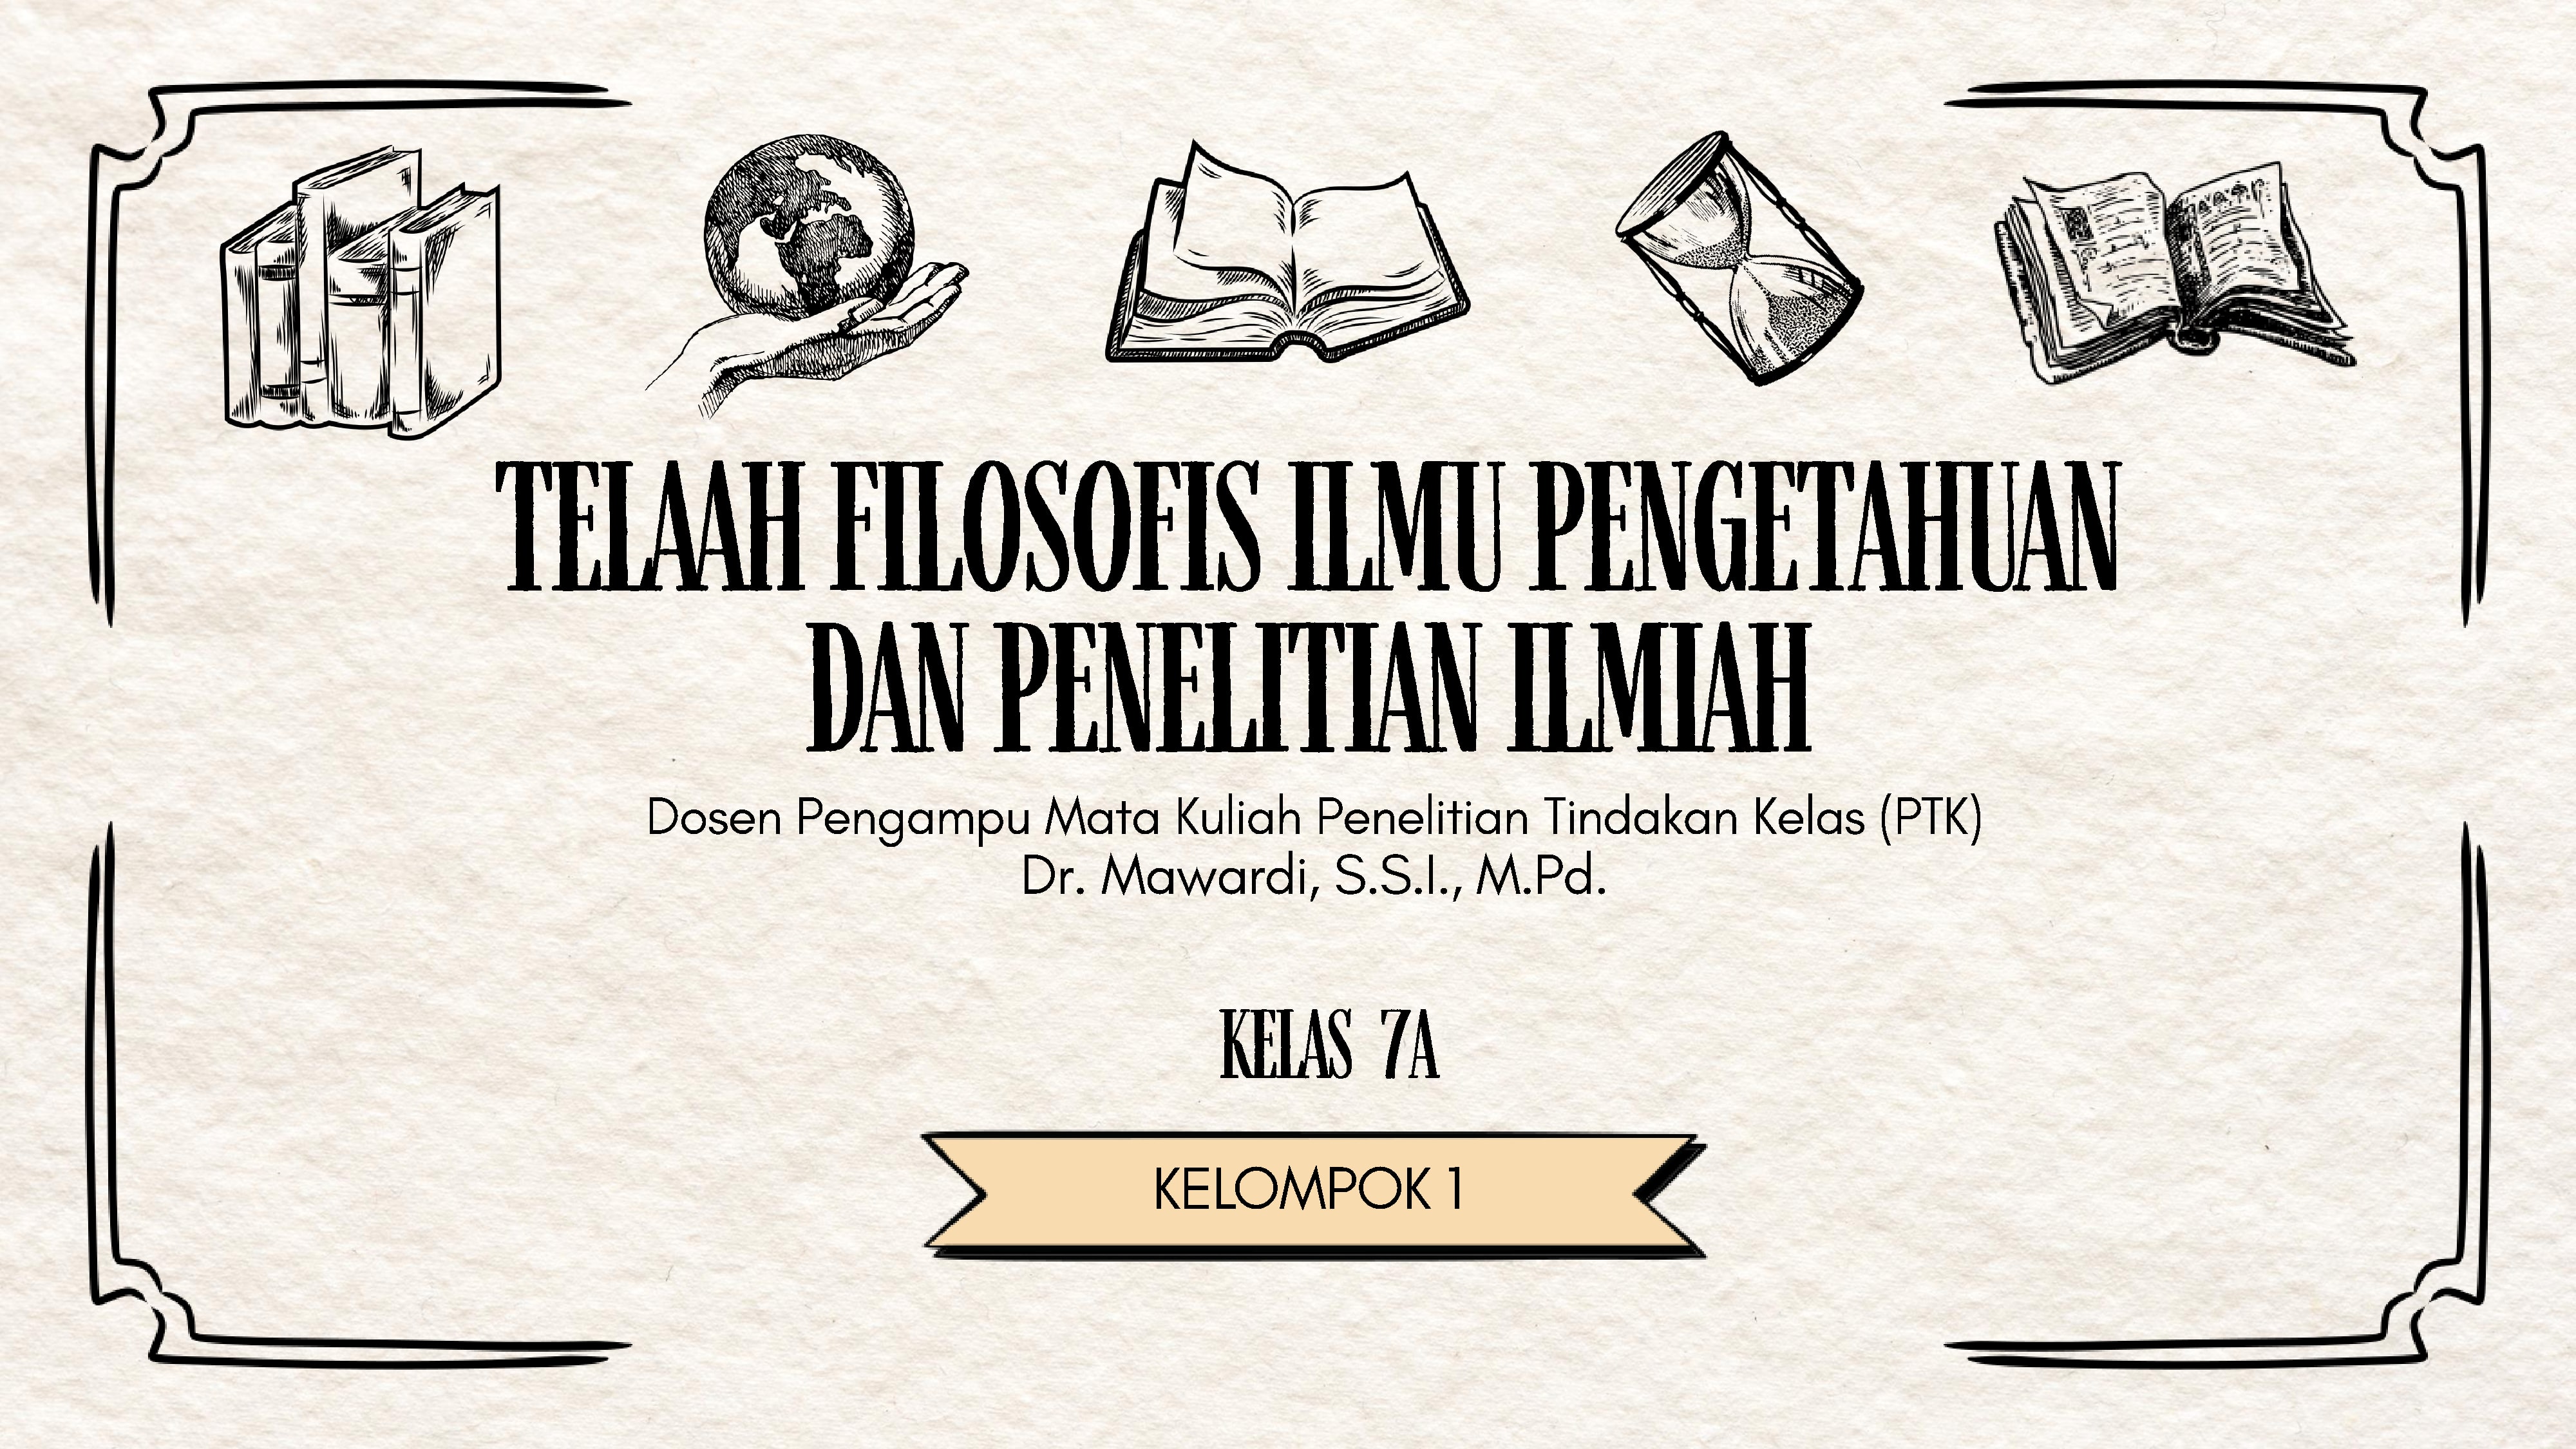 TELAAH FILOSOFIS ILMU PENGETAHUAN
DAN PENELITIAN ILMIAH
Dosen Pengampu Mata Kuliah Penelitian Tindakan Kelas (PTK)
Dr. Mawardi, S.S.I., M.Pd.
KELAS 7A
KELOMPOK 1